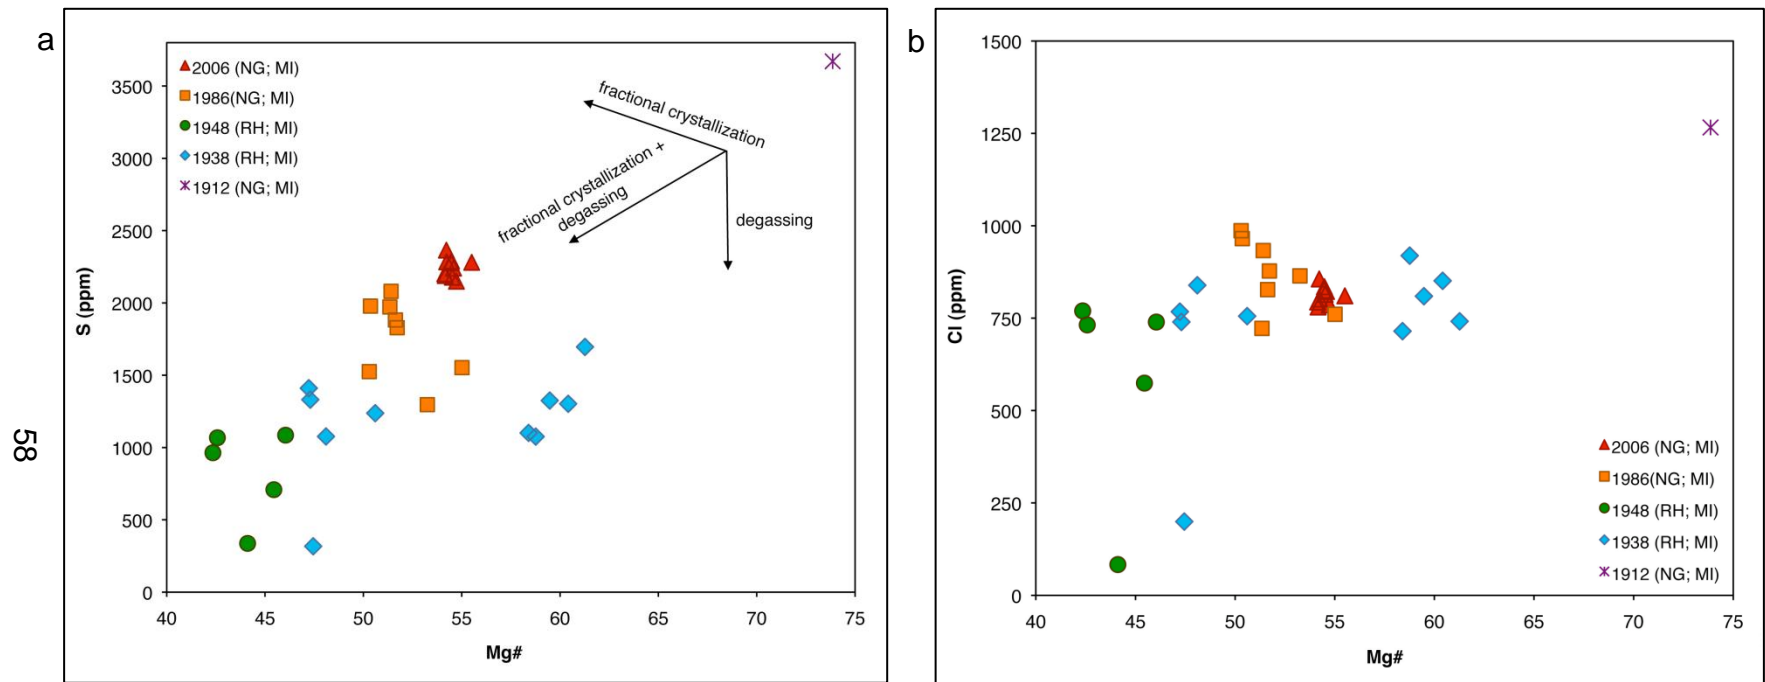 a
2006 (NG; MI)
1986(NG; MI)
1948 (RH; MI)
1938 (RH; MI)
1912 (NG; MI)
fractional crystallization
fractional crystallization +
degassing
degassing
S (ppm)
3500
3000
2500
2000
1500
1000
500
0
40 45 50 55 60 65 70 75
Mg#
b
1500
1250
1000
750
500
250
0
Cl (ppm)
2006 (NG; MI)
1986(NG; MI)
1948 (RH; MI)
1938 (RH; MI)
1912 (NG; MI)
40 45 50 55 60 65 70 75
Mg#
58